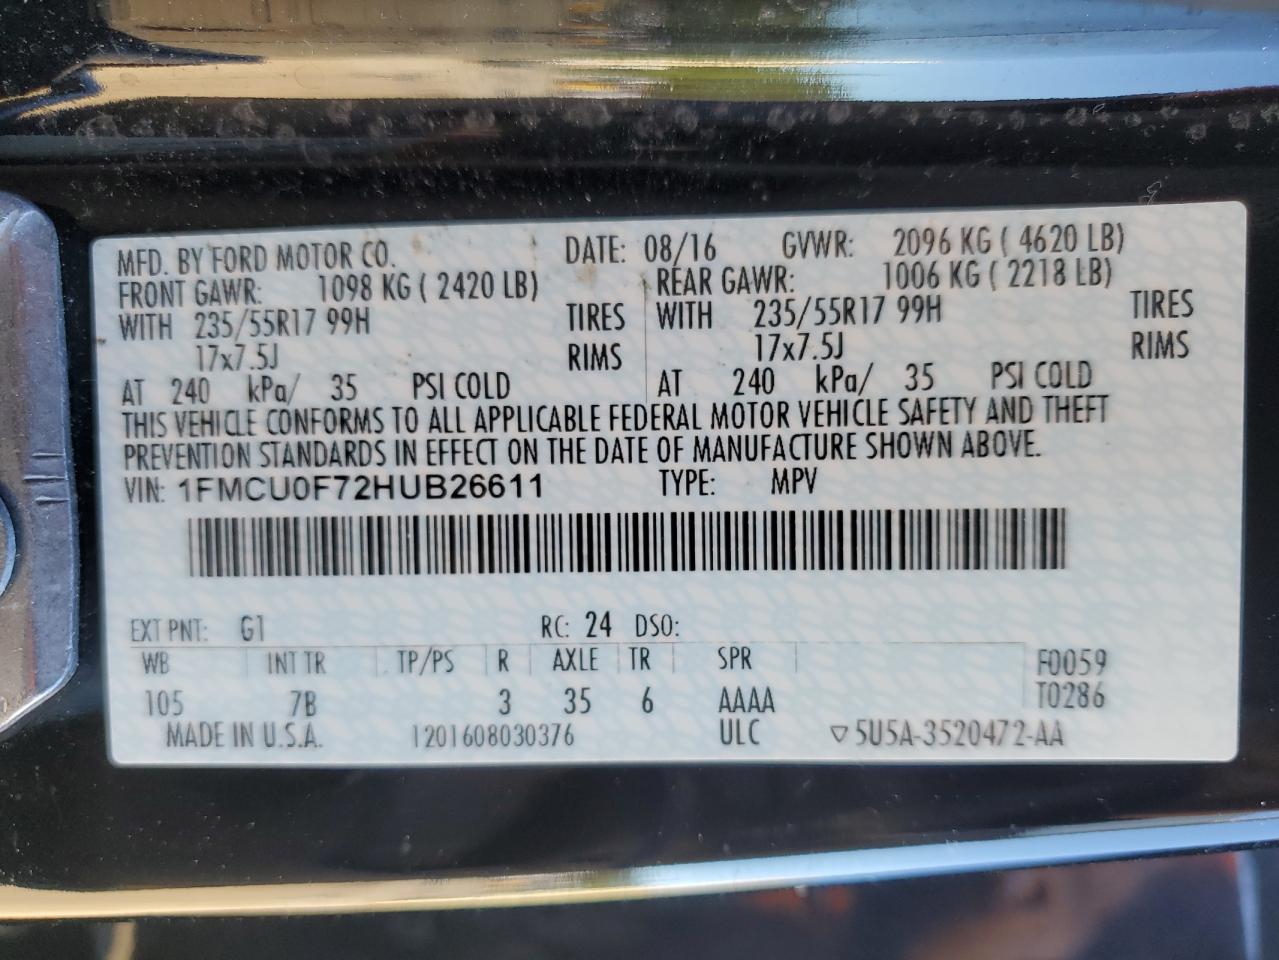 MFD. BY FORD MOTOR CO. DATE: 08/16 GVWR: 2096 KG ( 4620 LB)
FRONT GAWR: 1098 KG ( 2420 LB) REAR GAWR: 1006 KG ( 2218 LB)
WITH 235/55R17 99H TIRES WITH 235/55R17 99H TIRES
17x7.5J RIMS 17x7.5J RIMS
AT 240 kPa/ 35 PSI COLD AT 240 kPa/ 35 PSI COLD
THIS VEHICLE CONFORMS TO ALL APPLICABLE FEDERAL MOTOR VEHICLE SAFETY AND THEFT
PREVENTION STANDARDS IN EFFECT ON THE DATE OF MANUFACTURE SHOWN ABOVE.
VIN: 1FMCU0F72HUB26611 TYPE: MPV
EXT PNT: G1 RC: 24 DSO:
WB INT TR TP/PS R AXLE TR SPR F0059
105 7B 3 35 6 AAAA T0286
MADE IN U.S.A. 1201608030376 ULC ▽5U5A-3520472-AA